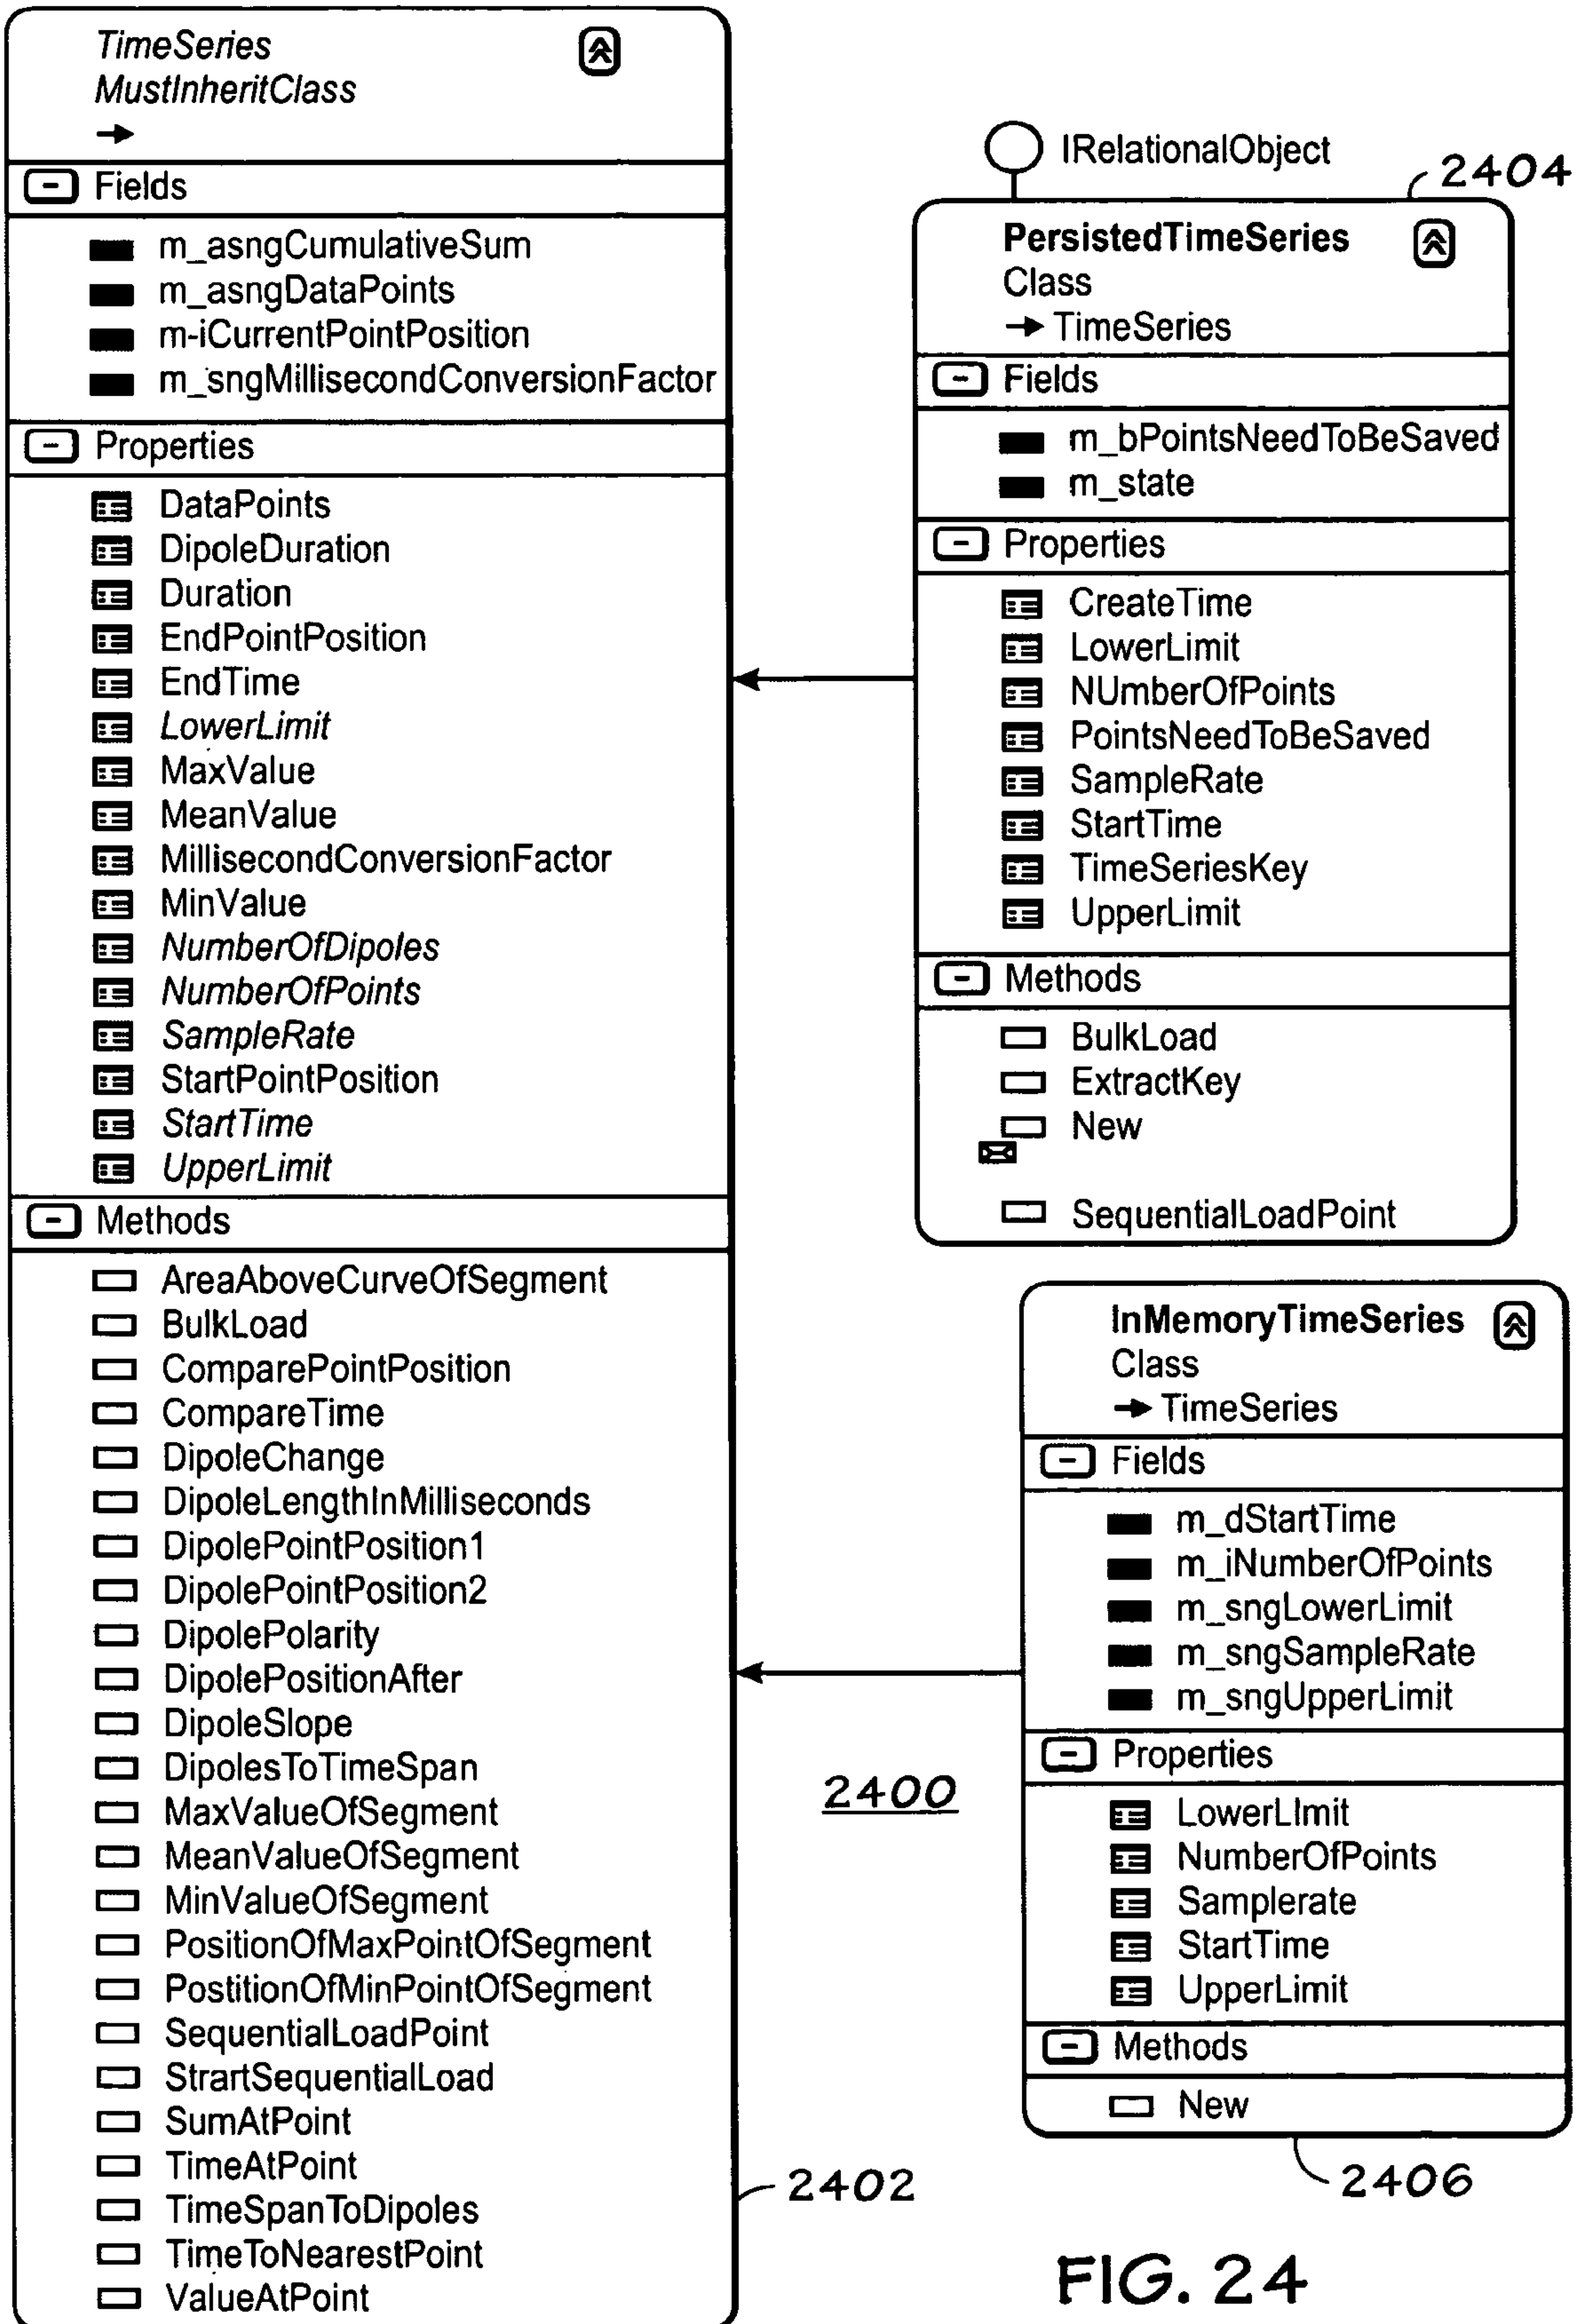 TimeSeries
MustInheritClass
Fields
m_asngCumulativeSum
m_asngDataPoints
m-iCurrentPointPosition
m_sngMillisecondConversionFactor
Properties
DataPoints
DipoleDuration
Duration
EndPointPosition
EndTime
LowerLimit
MaxValue
MeanValue
MillisecondConversionFactor
MinValue
NumberOfDipoles
NumberOfPoints
SampleRate
StartPointPosition
StartTime
UpperLimit
Methods
AreaAboveCurveOfSegment
BulkLoad
ComparePointPosition
CompareTime
DipoleChange
DipoleLengthInMilliseconds
DipolePointPosition1
DipolePointPosition2
DipolePolarity
DipolePositionAfter
DipoleSlope
DipolesToTimeSpan
MaxValueOfSegment
MeanValueOfSegment
MinValueOfSegment
PositionOfMaxPointOfSegment
PostitionOfMinPointOfSegment
SequentialLoadPoint
StrartSequentialLoad
SumAtPoint
TimeAtPoint
TimeSpanToDipoles
TimeToNearestPoint
ValueAtPoint
2402
IRelationalObject
2404
PersistedTimeSeries
Class
TimeSeries
Fields
m_bPointsNeedToBeSaved
m_state
Properties
CreateTime
LowerLimit
NUmberOfPoints
PointsNeedToBeSaved
SampleRate
StartTime
TimeSeriesKey
UpperLimit
Methods
BulkLoad
ExtractKey
New
SequentialLoadPoint
InMemoryTimeSeries
Class
TimeSeries
Fields
m_dStartTime
m_iNumberOfPoints
m_sngLowerLimit
m_sngSampleRate
m_sngUpperLimit
Properties
LowerLImit
NumberOfPoints
Samplerate
StartTime
UpperLimit
Methods
New
2406
2400
FIG. 24